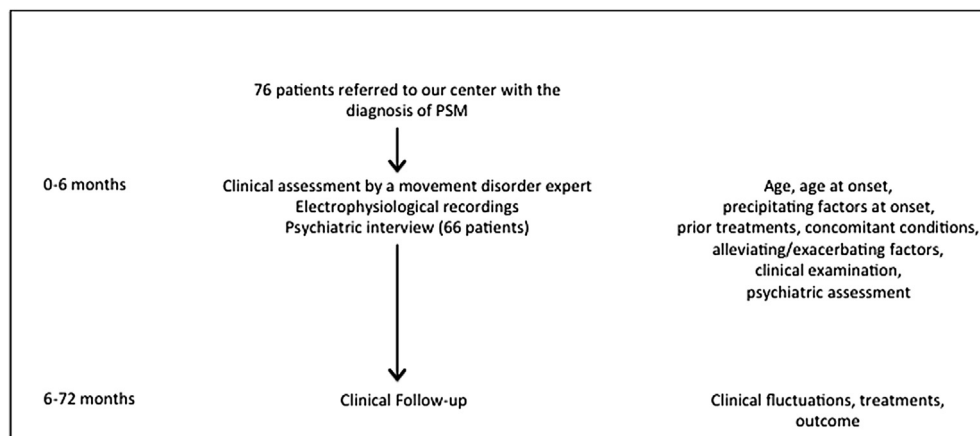 76 patients referred to our center with the
diagnosis of PSM
0-6 months
Clinical assessment by a movement disorder expert
Electrophysiological recordings
Psychiatric interview (66 patients)
Age, age at onset,
precipitating factors at onset,
prior treatments, concomitant conditions,
alleviating/exacerbating factors,
clinical examination,
psychiatric assessment
6-72 months
Clinical Follow-up
Clinical fluctuations, treatments,
outcome